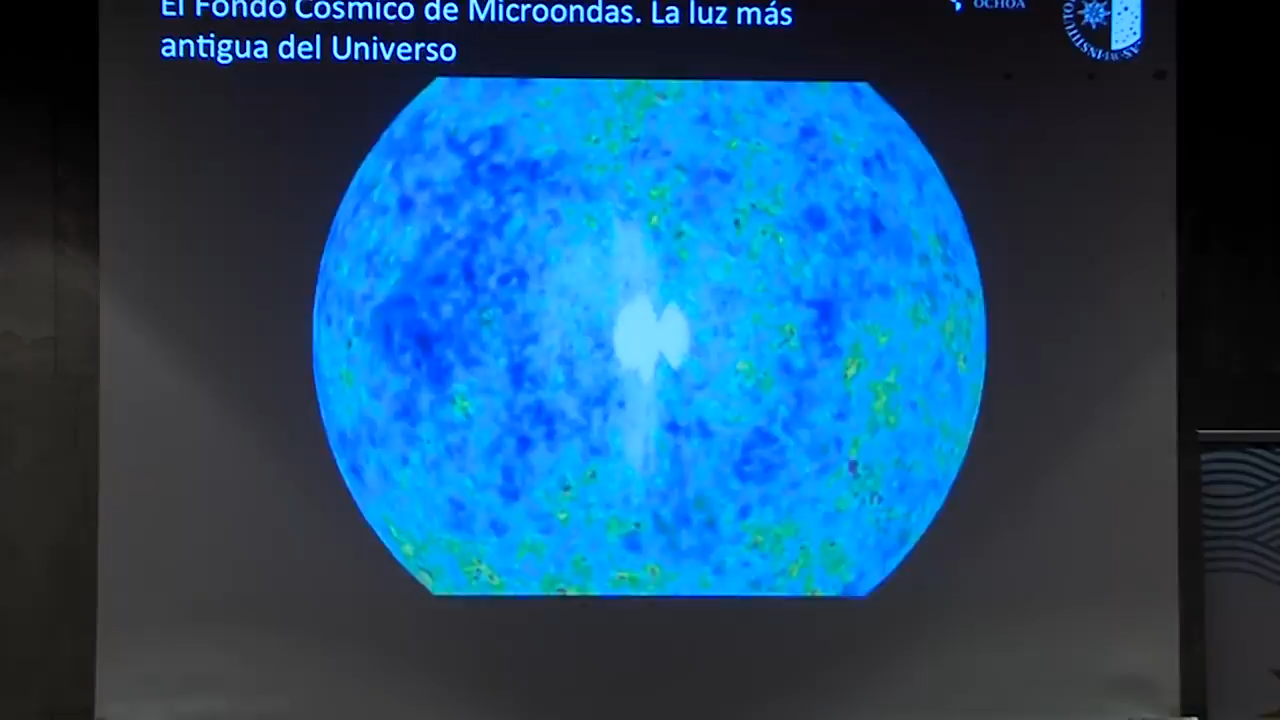 El Fondo Cósmico de Microondas. La luz más
antigua del Universo
OCHOA